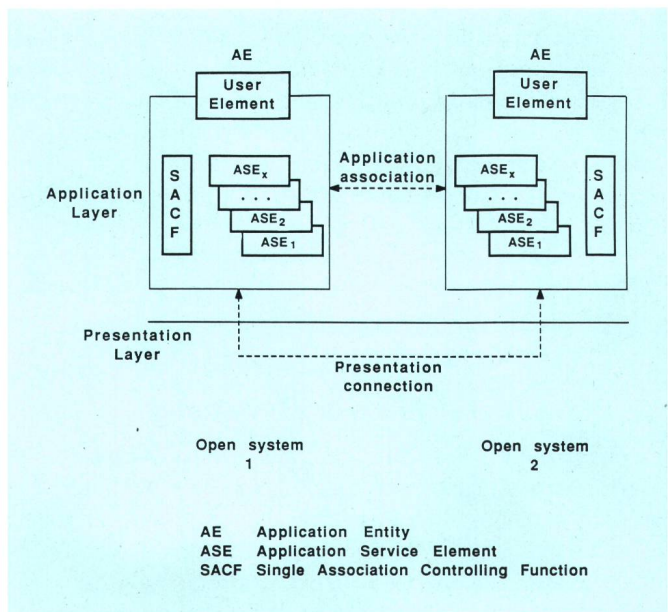 AE
AE
User
Element
User
Element
S
A
C
F
ASEx
. . .
ASE2
ASE1
Application
association
ASEx
. . .
ASE2
ASE1
S
A
C
F
Application
Layer
Presentation
Layer
Presentation
connection
Open system
1
Open system
2
AE Application Entity
ASE Application Service Element
SACF Single Association Controlling Function